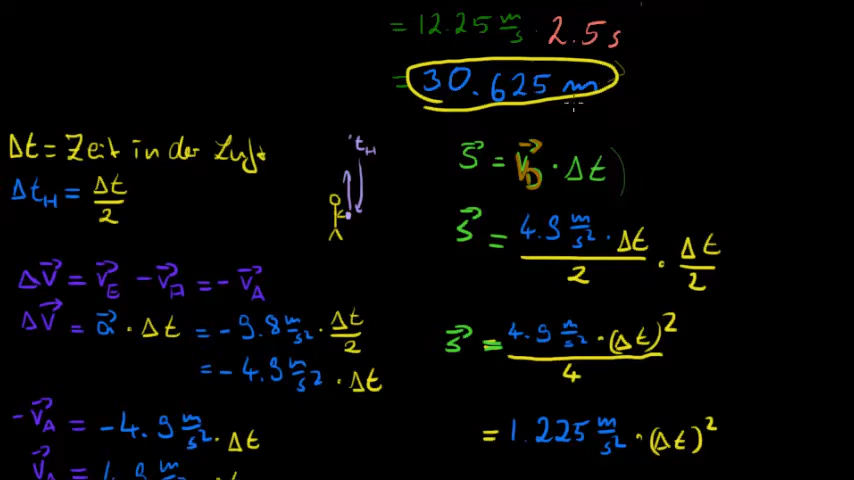 = 12.25 m/s · 2.5 s
= 30.625 m
Δt = Zeit in der Luft
Δt_H = Δt/2
t_H
ΔV⃗ = V⃗_E - V⃗_A = - V⃗_A
ΔV⃗ = a⃗ · Δt = - 9.8 m/s² · Δt/2
= - 4.9 m/s² · Δt
- V⃗_A = - 4.9 m/s² · Δt
V⃗_A
S⃗ = V⃗_D · Δt
S⃗ = (4.9 m/s² · Δt)/2 · Δt/2
S⃗ = (4.9 m/s² · (Δt)²)/4
= 1.225 m/s² · (Δt)²